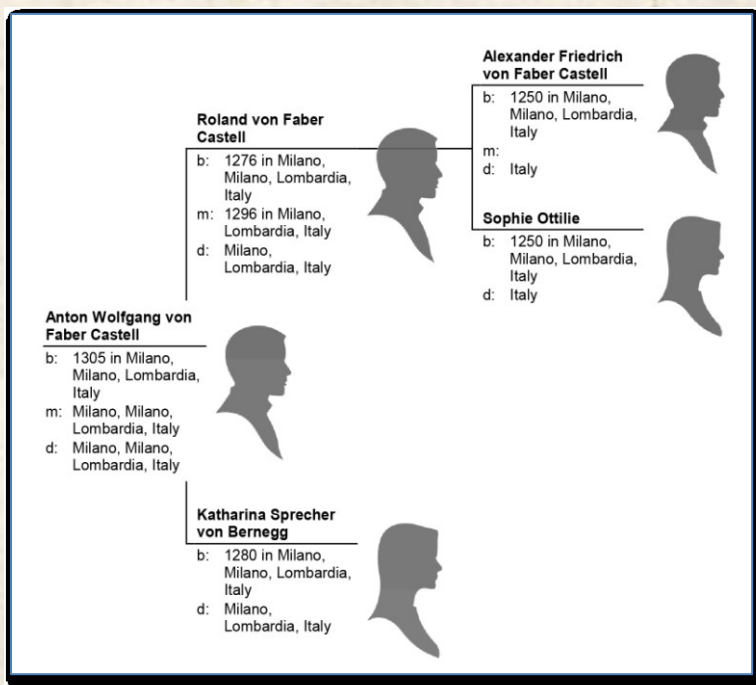 Alexander Friedrich
von Faber Castell
b: 1250 in Milano,
Milano, Lombardia,
Italy
m:
d: Italy
Roland von Faber
Castell
b: 1276 in Milano,
Milano, Lombardia,
Italy
m: 1296 in Milano,
Lombardia, Italy
d: Milano,
Lombardia, Italy
Sophie Ottilie
b: 1250 in Milano,
Milano, Lombardia,
Italy
d: Italy
Anton Wolfgang von
Faber Castell
b: 1305 in Milano,
Milano, Lombardia,
Italy
m: Milano, Milano,
Lombardia, Italy
d: Milano, Milano,
Lombardia, Italy
Katharina Sprecher
von Bernegg
b: 1280 in Milano,
Milano, Lombardia,
Italy
d: Milano,
Lombardia, Italy